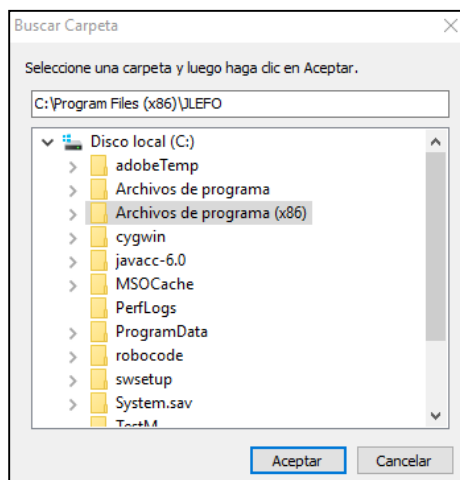 Buscar Carpeta
Seleccione una carpeta y luego haga clic en Aceptar.
C:\Program Files (x86)\JLEFO
Disco local (C:)
adobeTemp
Archivos de programa
Archivos de programa (x86)
cygwin
javacc-6.0
MSOCache
PerfLogs
ProgramData
robocode
swsetup
System.sav
TestM
Aceptar Cancelar